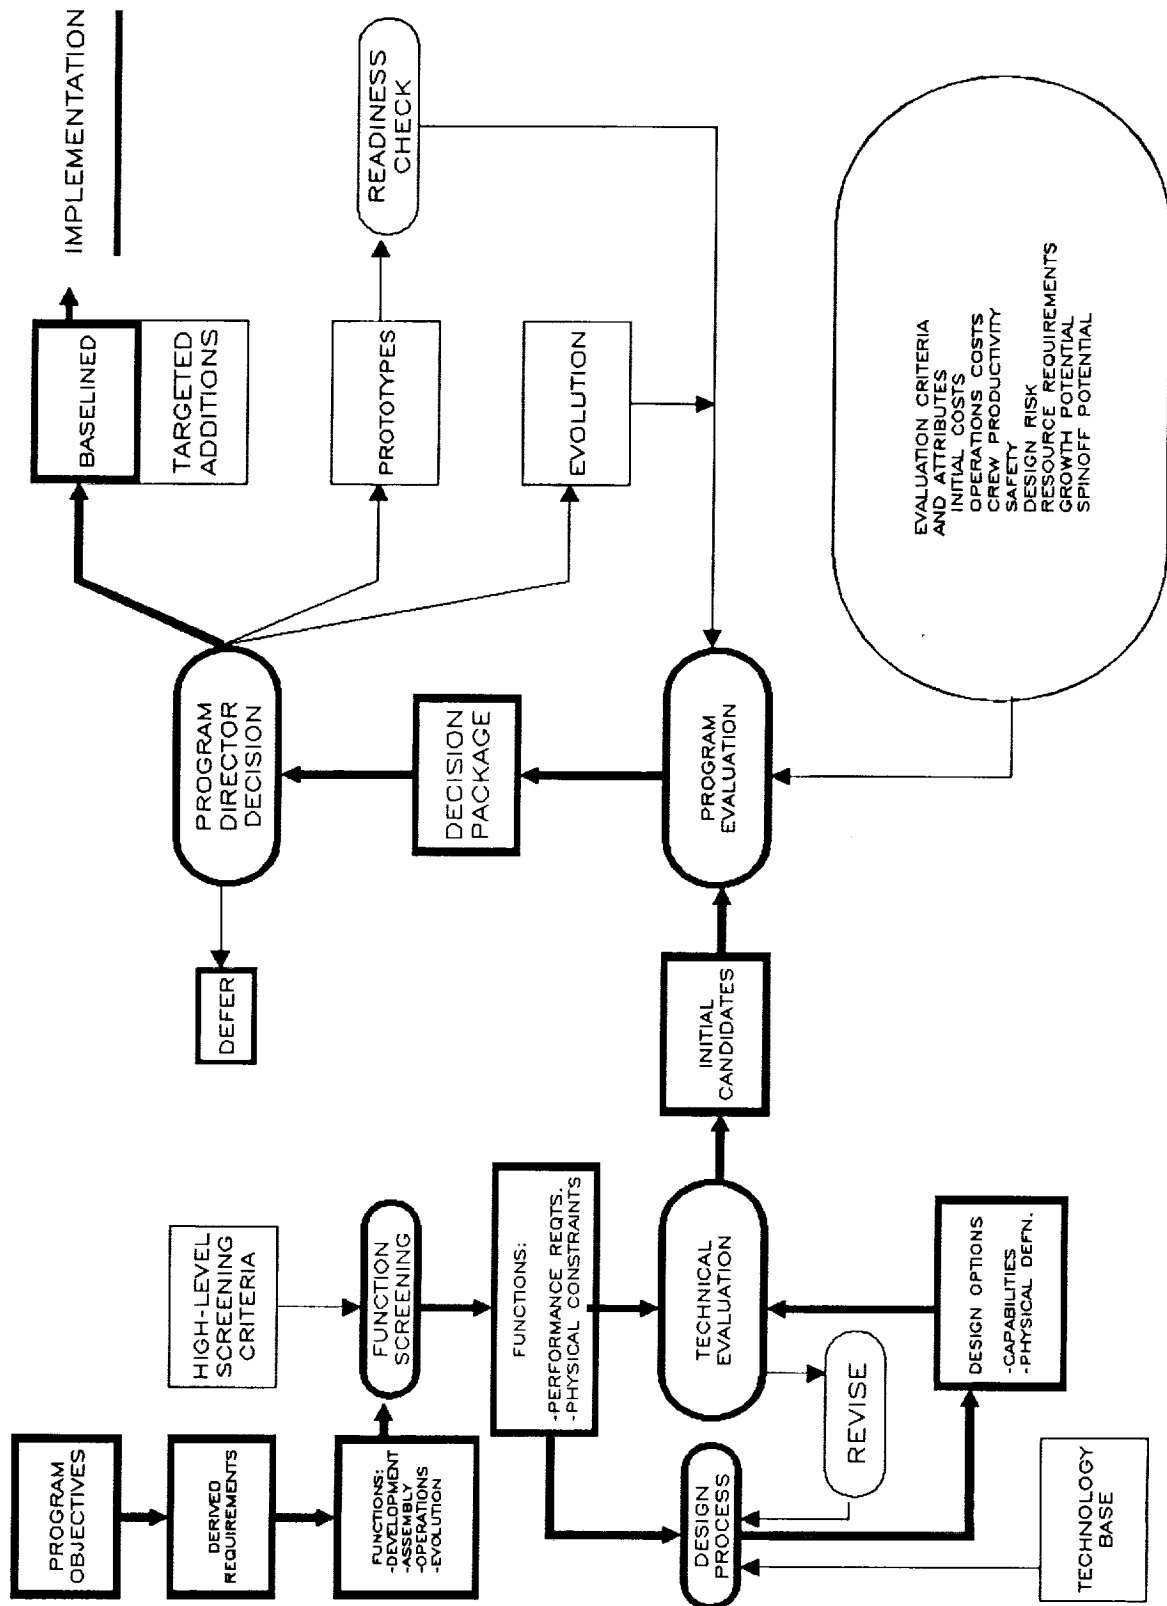 PROGRAM
OBJECTIVES
DERIVED
REQUIREMENTS
FUNCTIONS:
-DEVELOPMENT
-ASSEMBLY
-OPERATIONS
-EVOLUTION
HIGH-LEVEL
SCREENING
CRITERIA
FUNCTION
SCREENING
FUNCTIONS:
-PERFORMANCE REQTS.
-PHYSICAL CONSTRAINTS
DESIGN
PROCESS
TECHNICAL
EVALUATION
REVISE
DESIGN OPTIONS
-CAPABILITIES
-PHYSICAL DEFN.
TECHNOLOGY
BASE
INITIAL
CANDIDATES
DEFER
PROGRAM
DIRECTOR
DECISION
DECISION
PACKAGE
PROGRAM
EVALUATION
BASELINED
TARGETED
ADDITIONS
IMPLEMENTATION
PROTOTYPES
READINESS
CHECK
EVOLUTION
EVALUATION CRITERIA
AND ATTRIBUTES
INITIAL COSTS
OPERATIONS COSTS
CREW PRODUCTIVITY
SAFETY
DESIGN RISK
RESOURCE REQUIREMENTS
GROWTH POTENTIAL
SPINOFF POTENTIAL